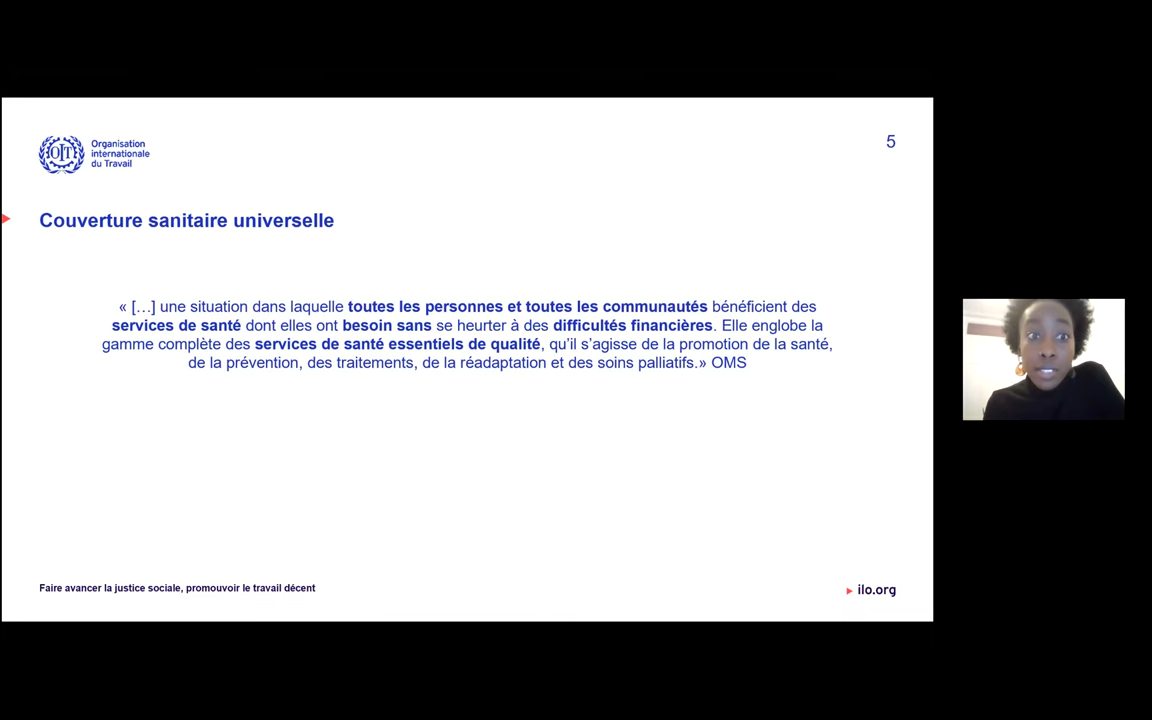 Organisation
internationale
du Travail
5
Couverture sanitaire universelle
« […] une situation dans laquelle toutes les personnes et toutes les communautés bénéficient des
services de santé dont elles ont besoin sans se heurter à des difficultés financières. Elle englobe la
gamme complète des services de santé essentiels de qualité, qu’il s’agisse de la promotion de la santé,
de la prévention, des traitements, de la réadaptation et des soins palliatifs.» OMS
Faire avancer la justice sociale, promouvoir le travail décent
ilo.org